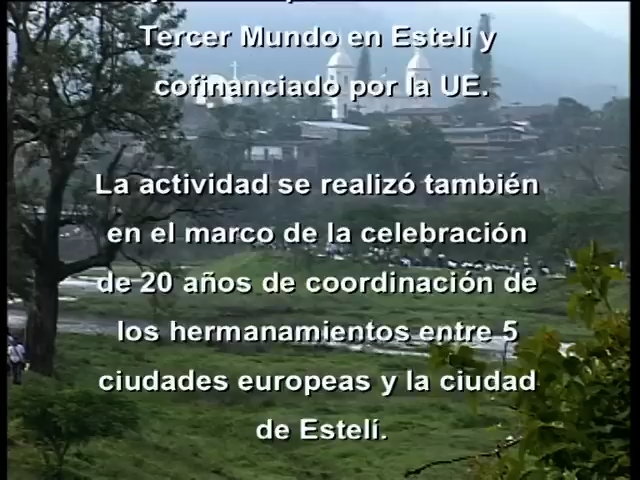 Tercer Mundo en Estelí y
cofinanciado por la UE.
La actividad se realizó también
en el marco de la celebración
de 20 años de coordinación de
los hermanamientos entre 5
ciudades europeas y la ciudad
de Estelí.